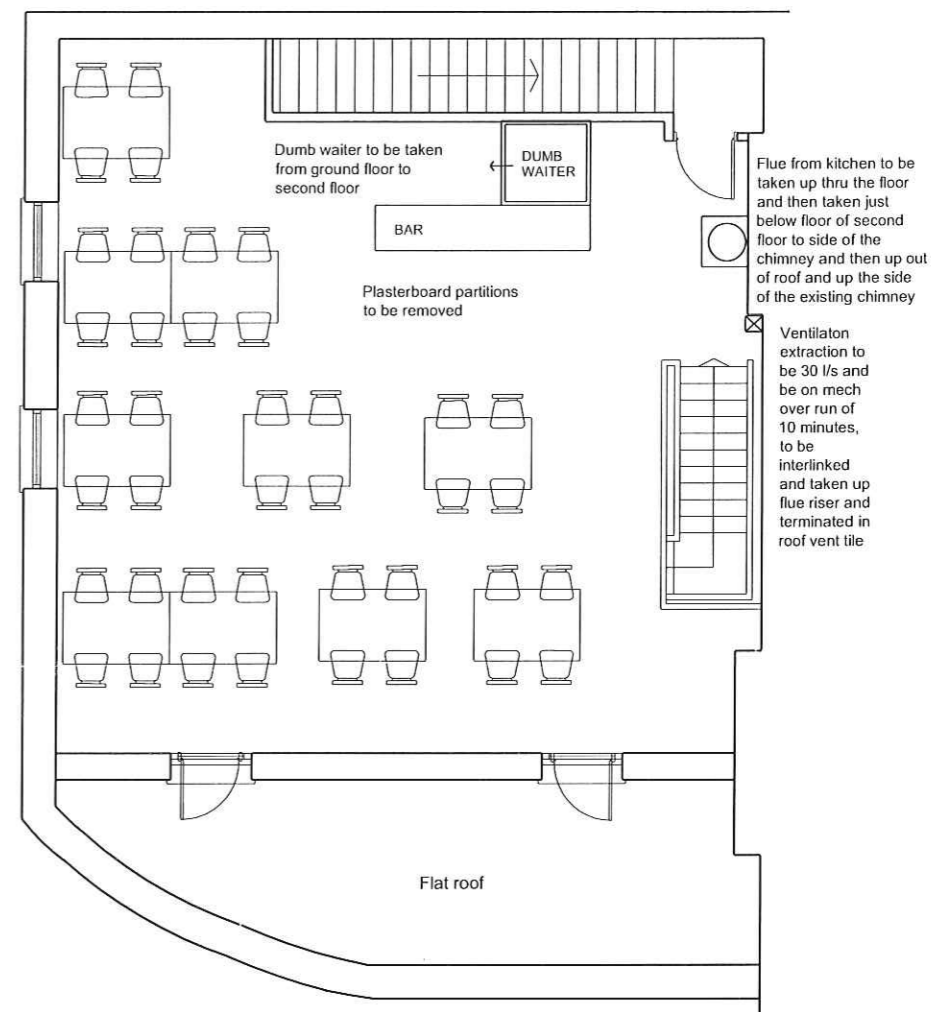 Dumb waiter to be taken
from ground floor to
second floor
DUMB
WAITER
BAR
Flue from kitchen to be
taken up thru the floor
and then taken just
below floor of second
floor to side of the
chimney and then up out
of roof and up the side
of the existing chimney
Plasterboard partitions
to be removed
Ventilaton
extraction to
be 30 l/s and
be on mech
over run of
10 minutes,
to be
interlinked
and taken up
flue riser and
terminated in
roof vent tile
Flat roof